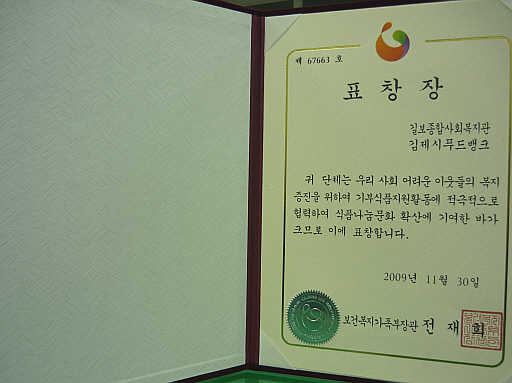 제 67663 호
표 창 장
길보종합사회복지관
김제시푸드뱅크
귀 단체는 우리 사회 어려운 이웃들의 복지
증진을 위하여 기부식품지원활동에 적극적으로
협력하여 식품나눔문화 확산에 기여한 바가
크므로 이에 표창합니다.
2009년 11월 30일
보건복지가족부장관 전 재 희